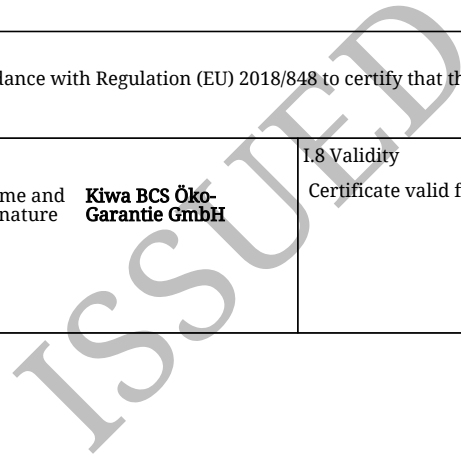 dance with Regulation (EU) 2018/848 to certify that th
I.8 Validity
Certificate valid f
me and
nature
Kiwa BCS Öko-
Garantie GmbH
ISSUED